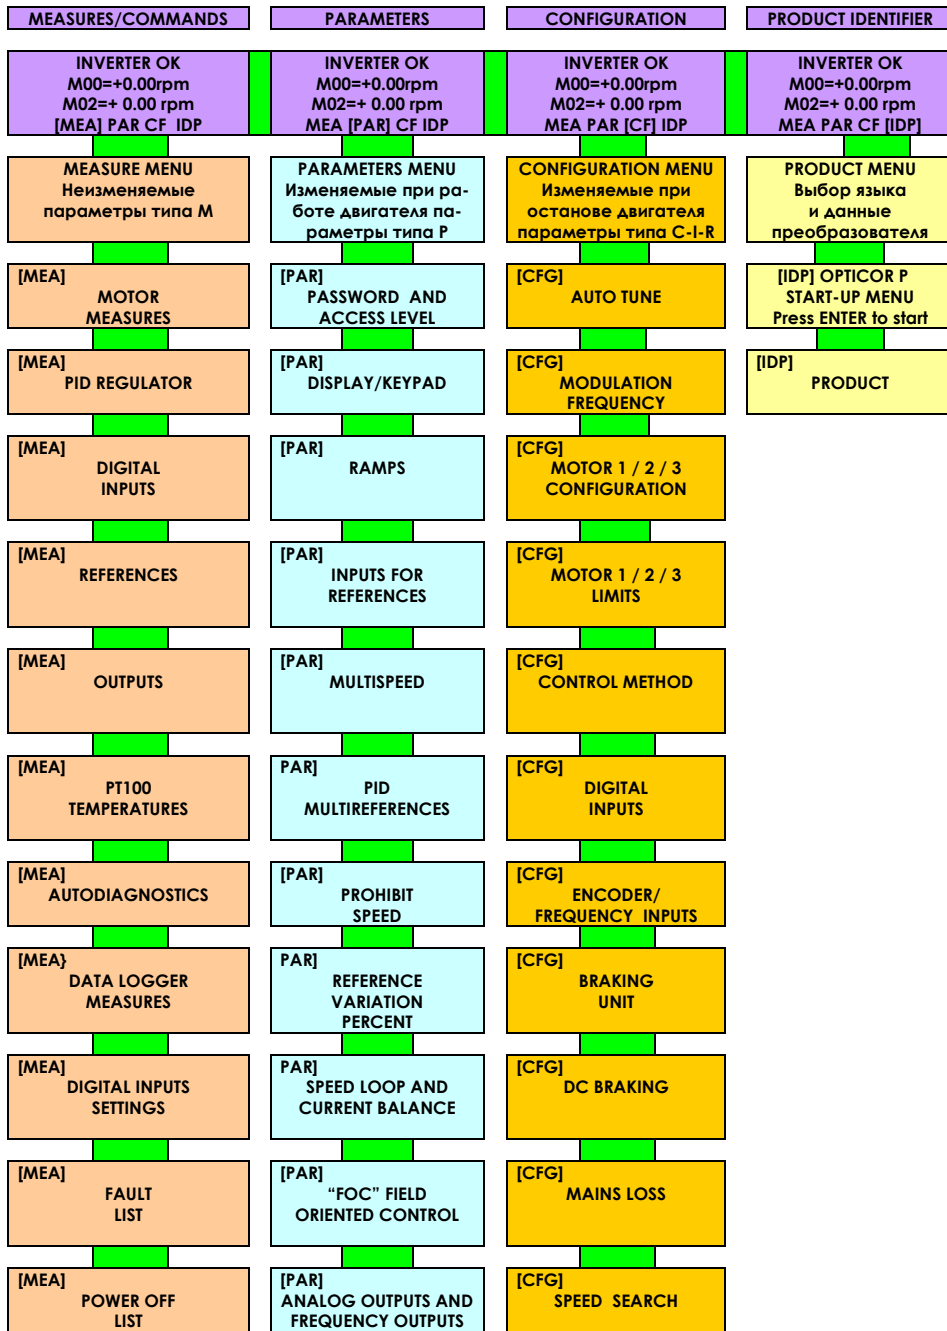 MEASURES/COMMANDS
INVERTER OK
M00=+0.00rpm
M02=+ 0.00 rpm
[MEA] PAR CF IDP
MEASURE MENU
Неизменяемые
параметры типа М
[MEA]
MOTOR
MEASURES
[MEA]
PID REGULATOR
[MEA]
DIGITAL
INPUTS
[MEA]
REFERENCES
[MEA]
OUTPUTS
[MEA]
PT100
TEMPERATURES
[MEA]
AUTODIAGNOSTICS
[MEA}
DATA LOGGER
MEASURES
[MEA]
DIGITAL INPUTS
SETTINGS
[MEA]
FAULT
LIST
[MEA]
POWER OFF
LIST
PARAMETERS
INVERTER OK
M00=+0.00rpm
M02=+ 0.00 rpm
MEA [PAR] CF IDP
PARAMETERS MENU
Изменяемые при ра-
боте двигателя па-
раметры типа Р
[PAR]
PASSWORD AND
ACCESS LEVEL
[PAR]
DISPLAY/KEYPAD
[PAR]
RAMPS
[PAR]
INPUTS FOR
REFERENCES
[PAR]
MULTISPEED
PAR]
PID
MULTIREFERENCES
[PAR]
PROHIBIT
SPEED
PAR]
REFERENCE
VARIATION
PERCENT
PAR]
SPEED LOOP AND
CURRENT BALANCE
[PAR]
“FOC” FIELD
ORIENTED CONTROL
[PAR]
ANALOG OUTPUTS AND
FREQUENCY OUTPUTS
CONFIGURATION
INVERTER OK
M00=+0.00rpm
M02=+ 0.00 rpm
MEA PAR [CF] IDP
CONFIGURATION MENU
Изменяемые при
останове двигателя
параметры типа C-I-R
[CFG]
AUTO TUNE
[CFG]
MODULATION
FREQUENCY
[CFG]
MOTOR 1 / 2 / 3
CONFIGURATION
[CFG]
MOTOR 1 / 2 / 3
LIMITS
[CFG]
CONTROL METHOD
[CFG]
DIGITAL
INPUTS
[CFG]
ENCODER/
FREQUENCY INPUTS
[CFG]
BRAKING
UNIT
[CFG]
DC BRAKING
[CFG]
MAINS LOSS
[CFG]
SPEED SEARCH
PRODUCT IDENTIFIER
INVERTER OK
M00=+0.00rpm
M02=+ 0.00 rpm
MEA PAR CF [IDP]
PRODUCT MENU
Выбор языка
и данные
преобразователя
[IDP] OPTICOR P
START-UP MENU
Press ENTER to start
[IDP]
PRODUCT